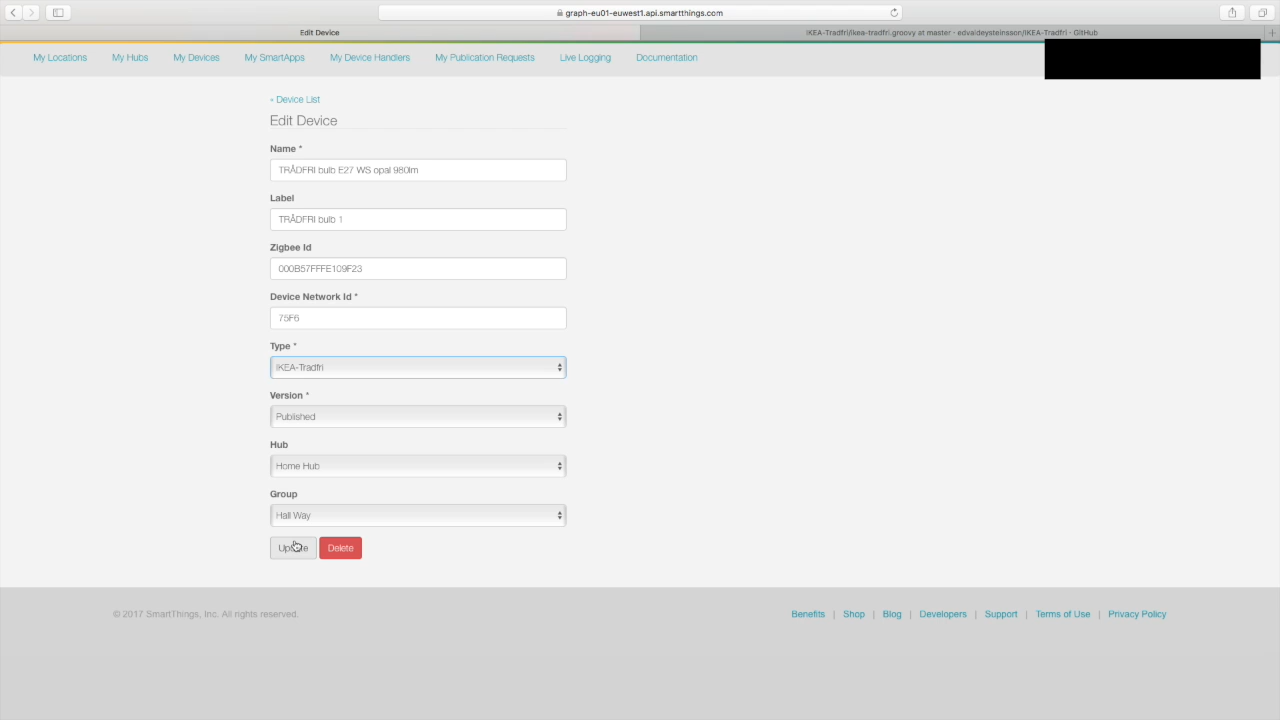 graph-eu01-euwest1.api.smartthings.com
Edit Device
IKEA-Tradfri/ikea-tradfri.groovy at master · edvaldeysteinsson/IKEA-Tradfri · GitHub
My Locations My Hubs My Devices My SmartApps My Device Handlers My Publication Requests Live Logging Documentation
‹ Device List
Edit Device
Name *
TRÅDFRI bulb E27 WS opal 980lm
Label
TRÅDFRI bulb 1
Zigbee Id
000B57FFFE109F23
Device Network Id *
75F6
Type *
IKEA-Tradfri
Version *
Published
Hub
Home Hub
Group
Hall Way
Update Delete
© 2017 SmartThings, Inc. All rights reserved. Benefits | Shop | Blog | Developers | Support | Terms of Use | Privacy Policy